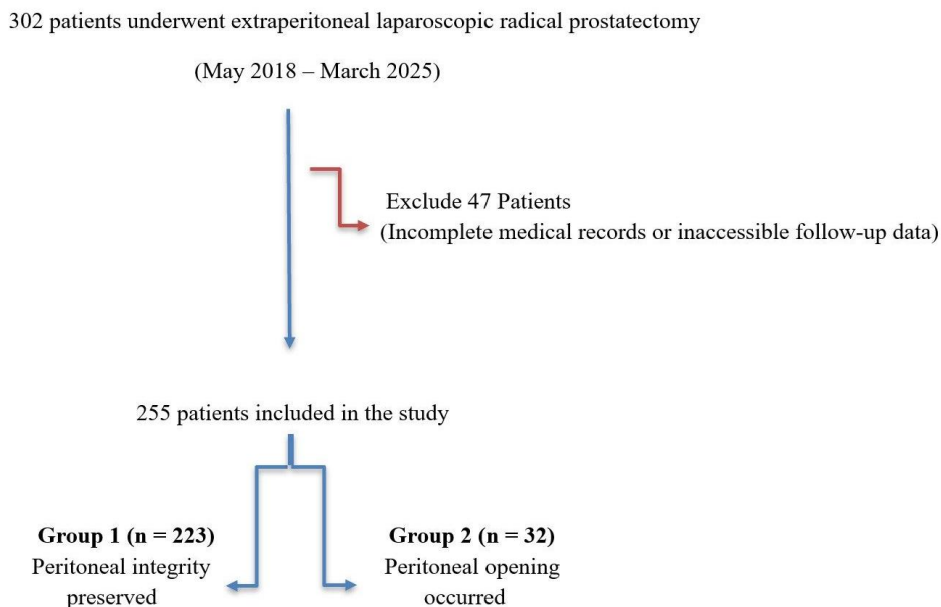 302 patients underwent extraperitoneal laparoscopic radical prostatectomy
(May 2018 – March 2025)
Exclude 47 Patients
(Incomplete medical records or inaccessible follow-up data)
255 patients included in the study
Group 1 (n = 223)
Peritoneal integrity
preserved
Group 2 (n = 32)
Peritoneal opening
occurred